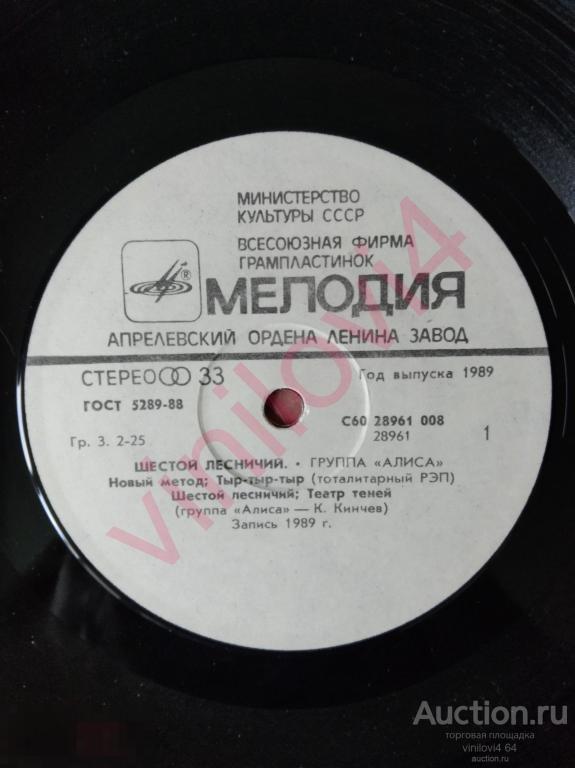 МИНИСТЕРСТВО
КУЛЬТУРЫ СССР
ВСЕСОЮЗНАЯ ФИРМА
ГРАМПЛАСТИНОК
®
МЕЛОДИЯ
АПРЕЛЕВСКИЙ ОРДЕНА ЛЕНИНА ЗАВОД
СТЕРЕО 33
Год выпуска 1989
ГОСТ 5289-88
С60 28961 008
Гр. 3. 2-25
28961
1
ШЕСТОЙ ЛЕСНИЧИЙ. • ГРУППА «АЛИСА»
Новый метод; Тыр-тыр-тыр (тоталитарный РЭП)
Шестой лесничий; Театр теней
(группа «Алиса» — К. Кинчев)
Запись 1989 г.
vinilovi4
Auction.ru
торговая площадка
vinilovi4 64
auction.ru